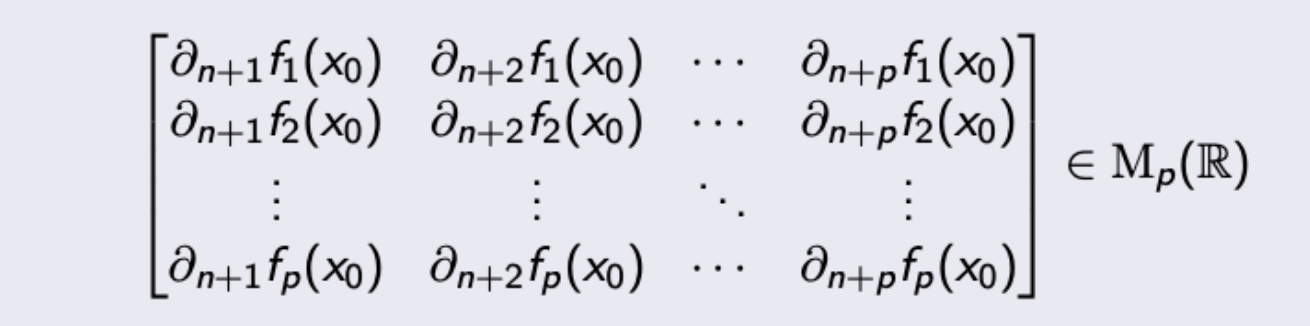 ∂ₙ₊₁f₁(x₀) ∂ₙ₊₂f₁(x₀) ⋯ ∂ₙ₊ₚf₁(x₀)
∂ₙ₊₁f₂(x₀) ∂ₙ₊₂f₂(x₀) ⋯ ∂ₙ₊ₚf₂(x₀)
∈ Mₚ(ℝ)
⋮ ⋮ ⋱ ⋮
∂ₙ₊₁fₚ(x₀) ∂ₙ₊₂fₚ(x₀) ⋯ ∂ₙ₊ₚfₚ(x₀)